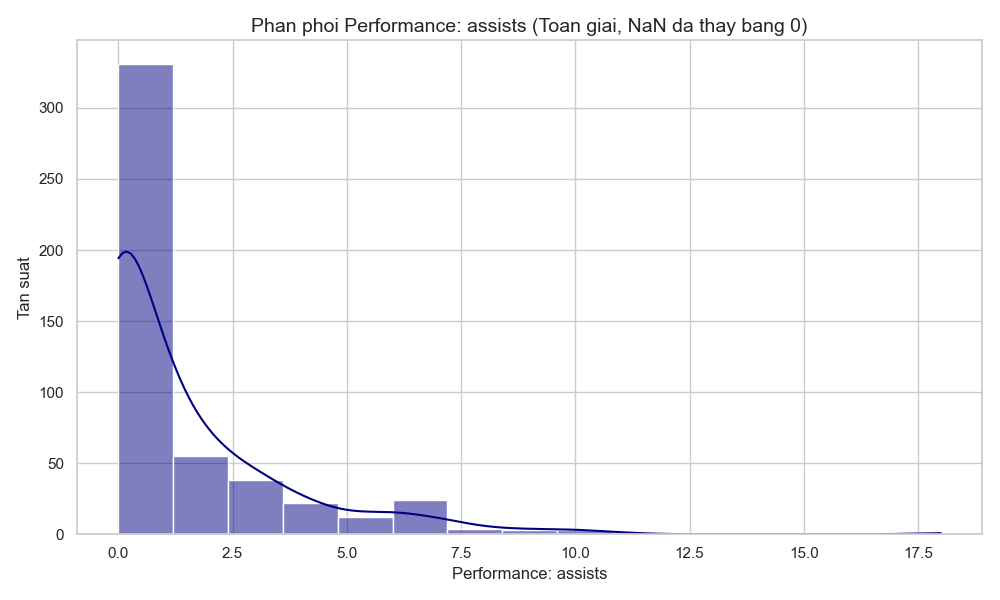 Phan phoi Performance: assists (Toan giai, NaN da thay bang 0)
Tan suat
300
250
200
150
100
50
0
0.0 2.5 5.0 7.5 10.0 12.5 15.0 17.5
Performance: assists